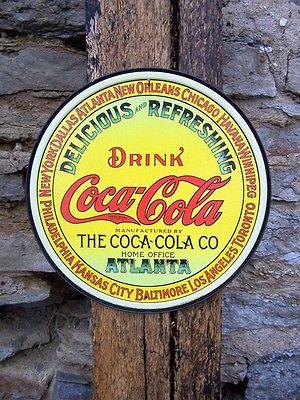 NEW YORK DALLAS ATLANTA NEW ORLEANS CHICAGO HAVANA WINNIPEG
DELICIOUS AND REFRESHING
DRINK
Coca-Cola
MANUFACTURED BY
THE COCA-COLA CO
HOME OFFICE
ATLANTA
PHILADELPHIA KANSAS CITY BALTIMORE LOS ANGELES TORONTO